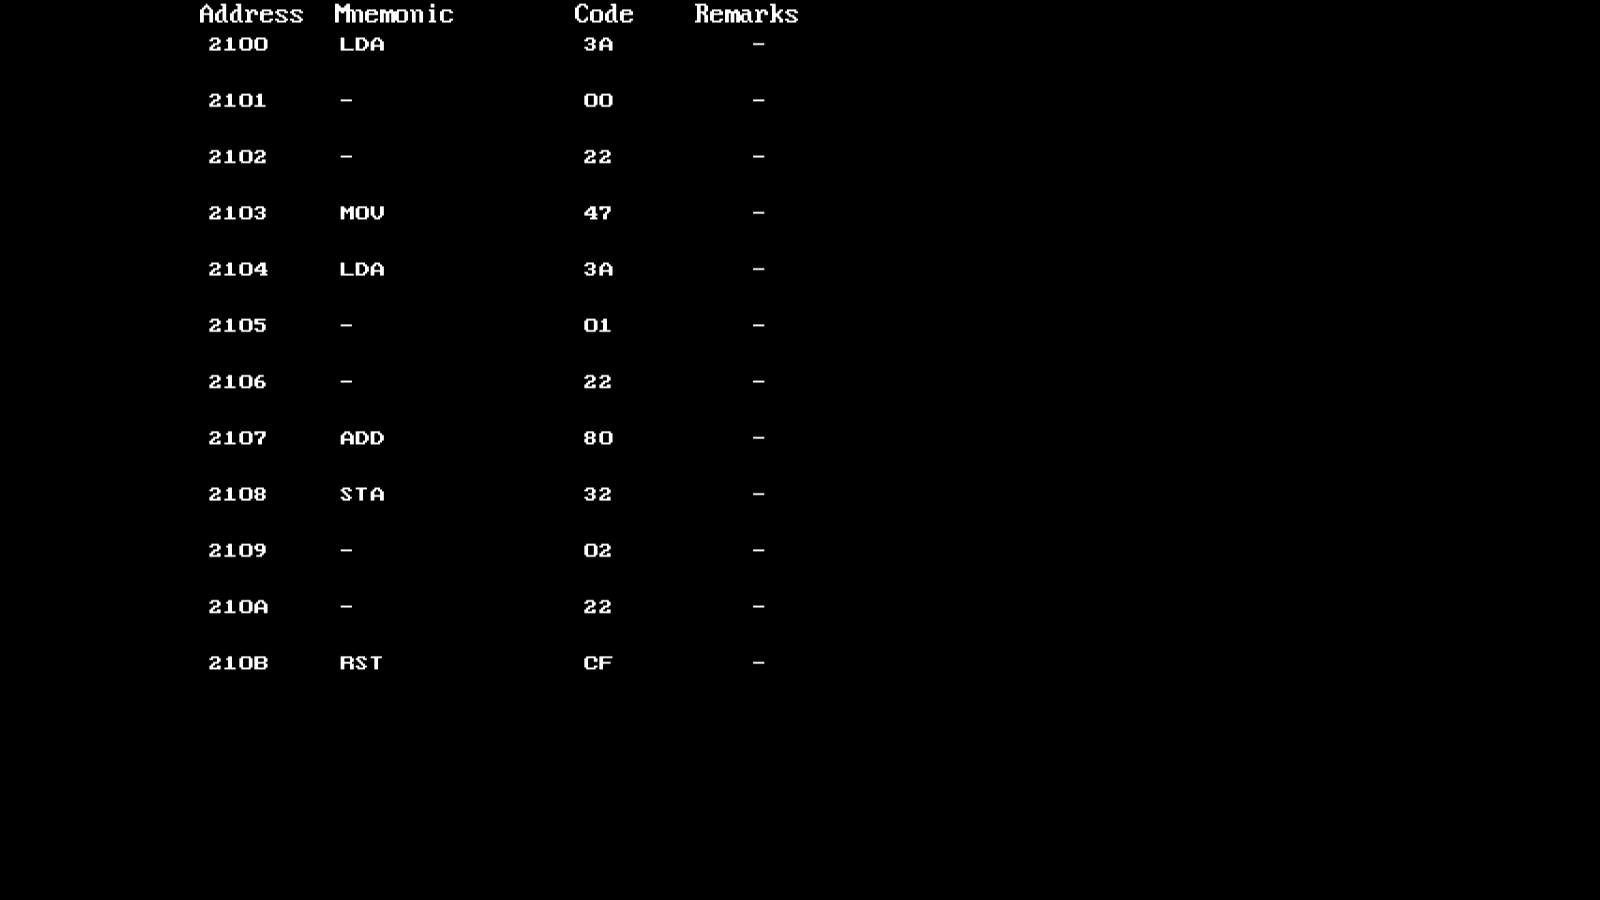 Address Mnemonic Code Remarks
2100 LDA 3A -
2101 - 00 -
2102 - 22 -
2103 MOV 47 -
2104 LDA 3A -
2105 - 01 -
2106 - 22 -
2107 ADD 80 -
2108 STA 32 -
2109 - 02 -
210A - 22 -
210B RST CF -